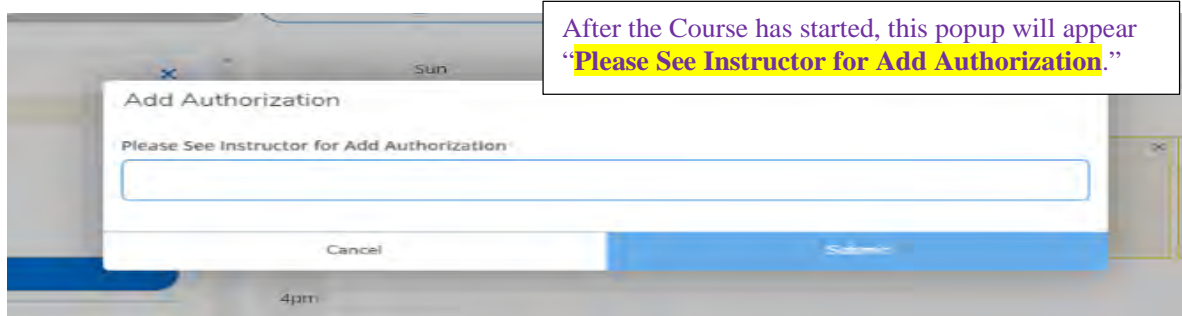 After the Course has started, this popup will appear
“Please See Instructor for Add Authorization.”
Sun
Add Authorization
Please See Instructor for Add Authorization
Cancel
Submit
4pm